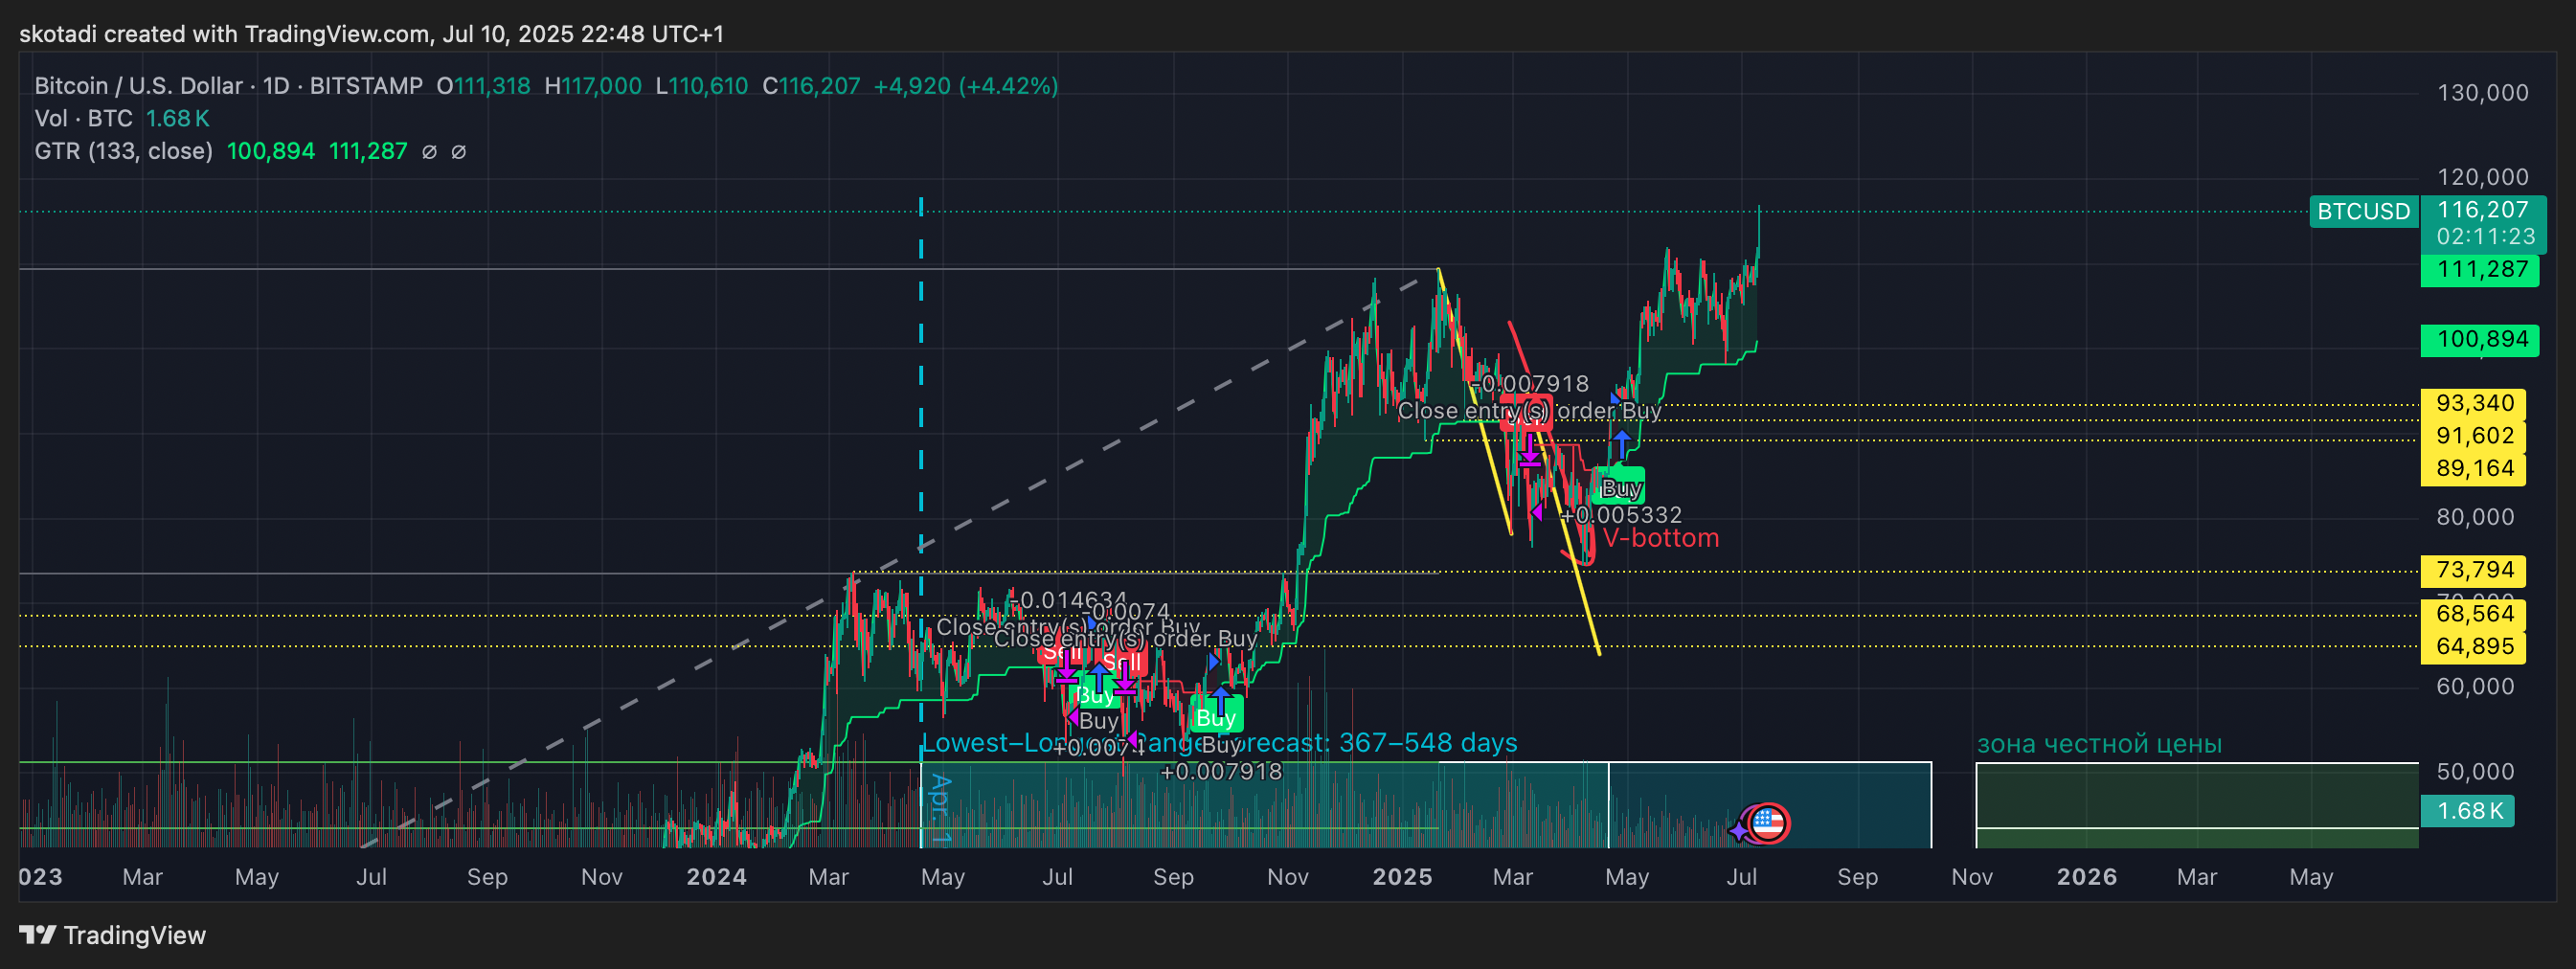 skotadi created with TradingView.com, Jul 10, 2025 22:48 UTC+1
Bitcoin / U.S. Dollar · 1D · BITSTAMP O111,318 H117,000 L110,610 C116,207 +4,920 (+4.42%)
Vol · BTC 1.68 K
GTR (133, close) 100,894 111,287 ∅ ∅
130,000
120,000
BTCUSD 116,207
02:11:23
111,287
100,894
93,340
91,602
89,164
80,000
73,794
68,564
64,895
60,000
50,000
1.68 K
-0.007918
Close entry(s) order Buy
Buy
+0.005332
V-bottom
-0.014634
-0.0074
Close entry(s) order Buy
Close entry(s) order Buy
Sell
Sell
Buy
Buy
+0.0074
Buy
Buy
+0.007918
Lowest–Lon ange orecast: 367–548 days
Apr. 1
зона честной цены
023 Mar May Jul Sep Nov 2024 Mar May Jul Sep Nov 2025 Mar May Jul Sep Nov 2026 Mar May
TradingView